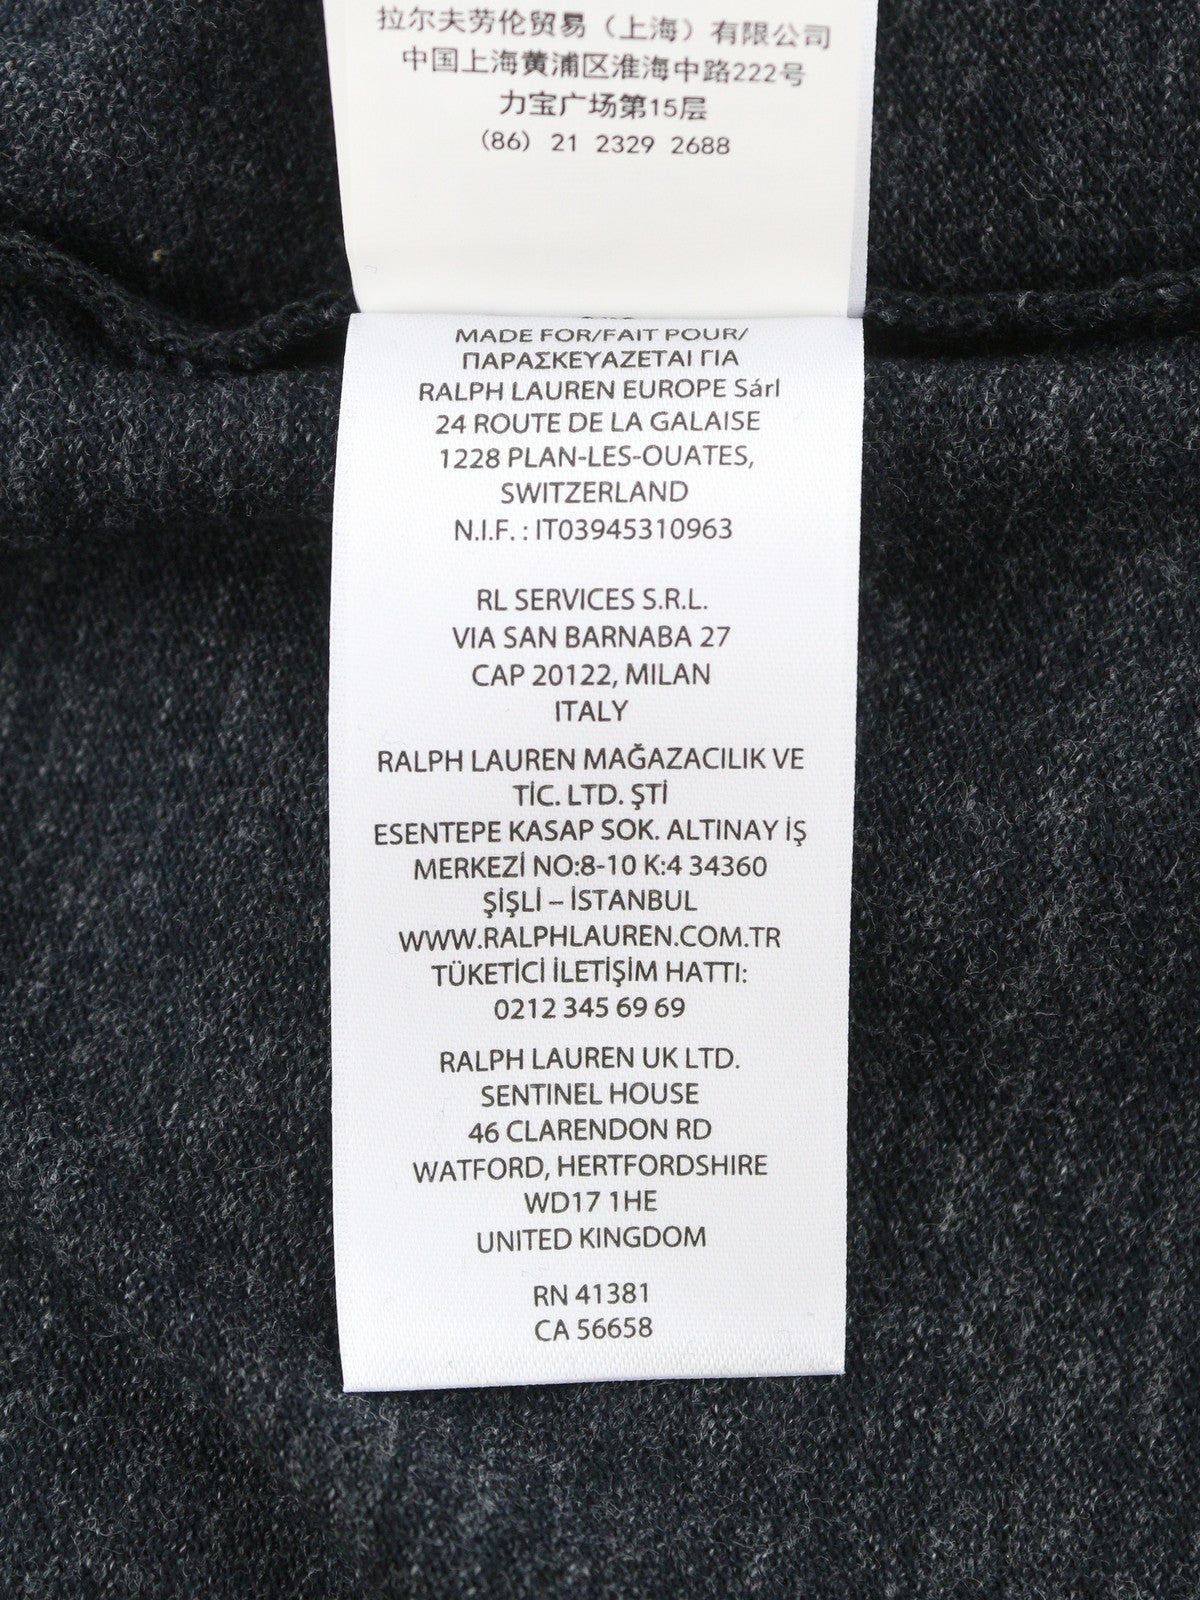 拉尔夫劳伦贸易（上海）有限公司
中国上海黄浦区淮海中路222号
力宝广场第15层
(86) 21 2329 2688
MADE FOR/FAIT POUR/
ΠΑΡΑΣΚΕΥΑΖΕΤΑΙ ΓΙΑ
RALPH LAUREN EUROPE Sárl
24 ROUTE DE LA GALAISE
1228 PLAN-LES-OUATES,
SWITZERLAND
N.I.F. : IT03945310963
RL SERVICES S.R.L.
VIA SAN BARNABA 27
CAP 20122, MILAN
ITALY
RALPH LAUREN MAĞAZACILIK VE
TİC. LTD. ŞTİ
ESENTEPE KASAP SOK. ALTINAY İŞ
MERKEZİ NO:8-10 K:4 34360
ŞİŞLİ – İSTANBUL
WWW.RALPHLAUREN.COM.TR
TÜKETİCİ İLETİŞİM HATTI:
0212 345 69 69
RALPH LAUREN UK LTD.
SENTINEL HOUSE
46 CLARENDON RD
WATFORD, HERTFORDSHIRE
WD17 1HE
UNITED KINGDOM
RN 41381
CA 56658